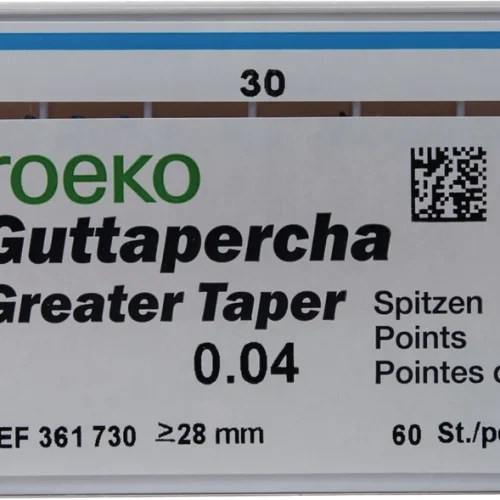 30
roeko
Guttapercha
Greater Taper
Spitzen
0.04
Points
Pointes
EF 361 730 ≥28 mm
60 St./p